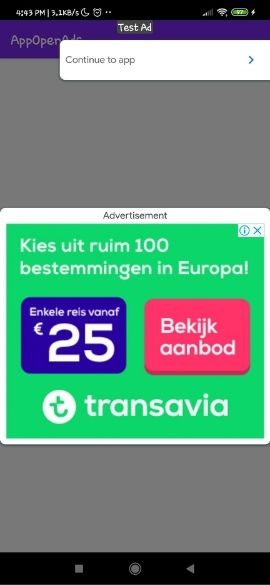 4:43 PM | 3.1KB/s
Test Ad
AppOpenAds
Continue to app
Advertisement
Kies uit ruim 100
bestemmingen in Europa!
Enkele reis vanaf
€ 25
Bekijk
aanbod
transavia